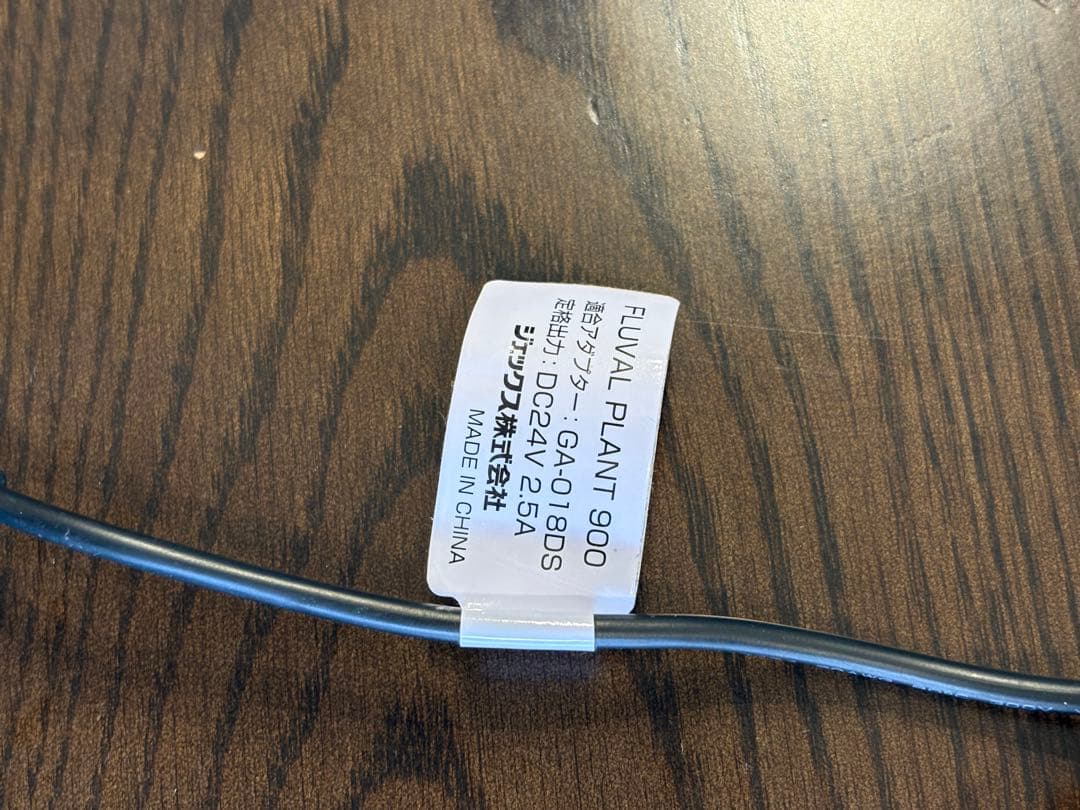 FLUVAL PLANT 900
適合アダプター：GA-018DS
定格出力：DC24V 2.5A
ジェックス株式会社
MADE IN CHINA